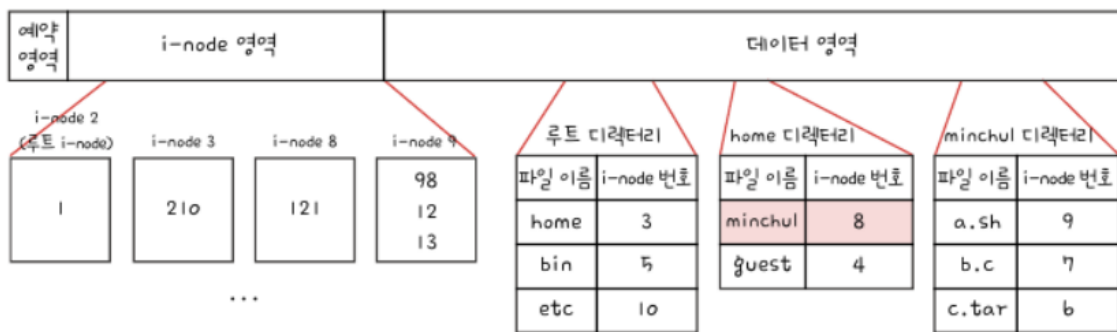 예약
영역
i-node 영역
데이터 영역
i-node 2
(루트 i-node)
i-node 3
i-node 8
i-node 9
1
210
121
98
12
13
...
루트 디렉터리
파일 이름 i-node 번호
home 3
bin 5
etc 10
home 디렉터리
파일 이름 i-node 번호
minchul 8
guest 4
minchul 디렉터리
파일 이름 i-node 번호
a.sh 9
b.c 7
c.tar 6